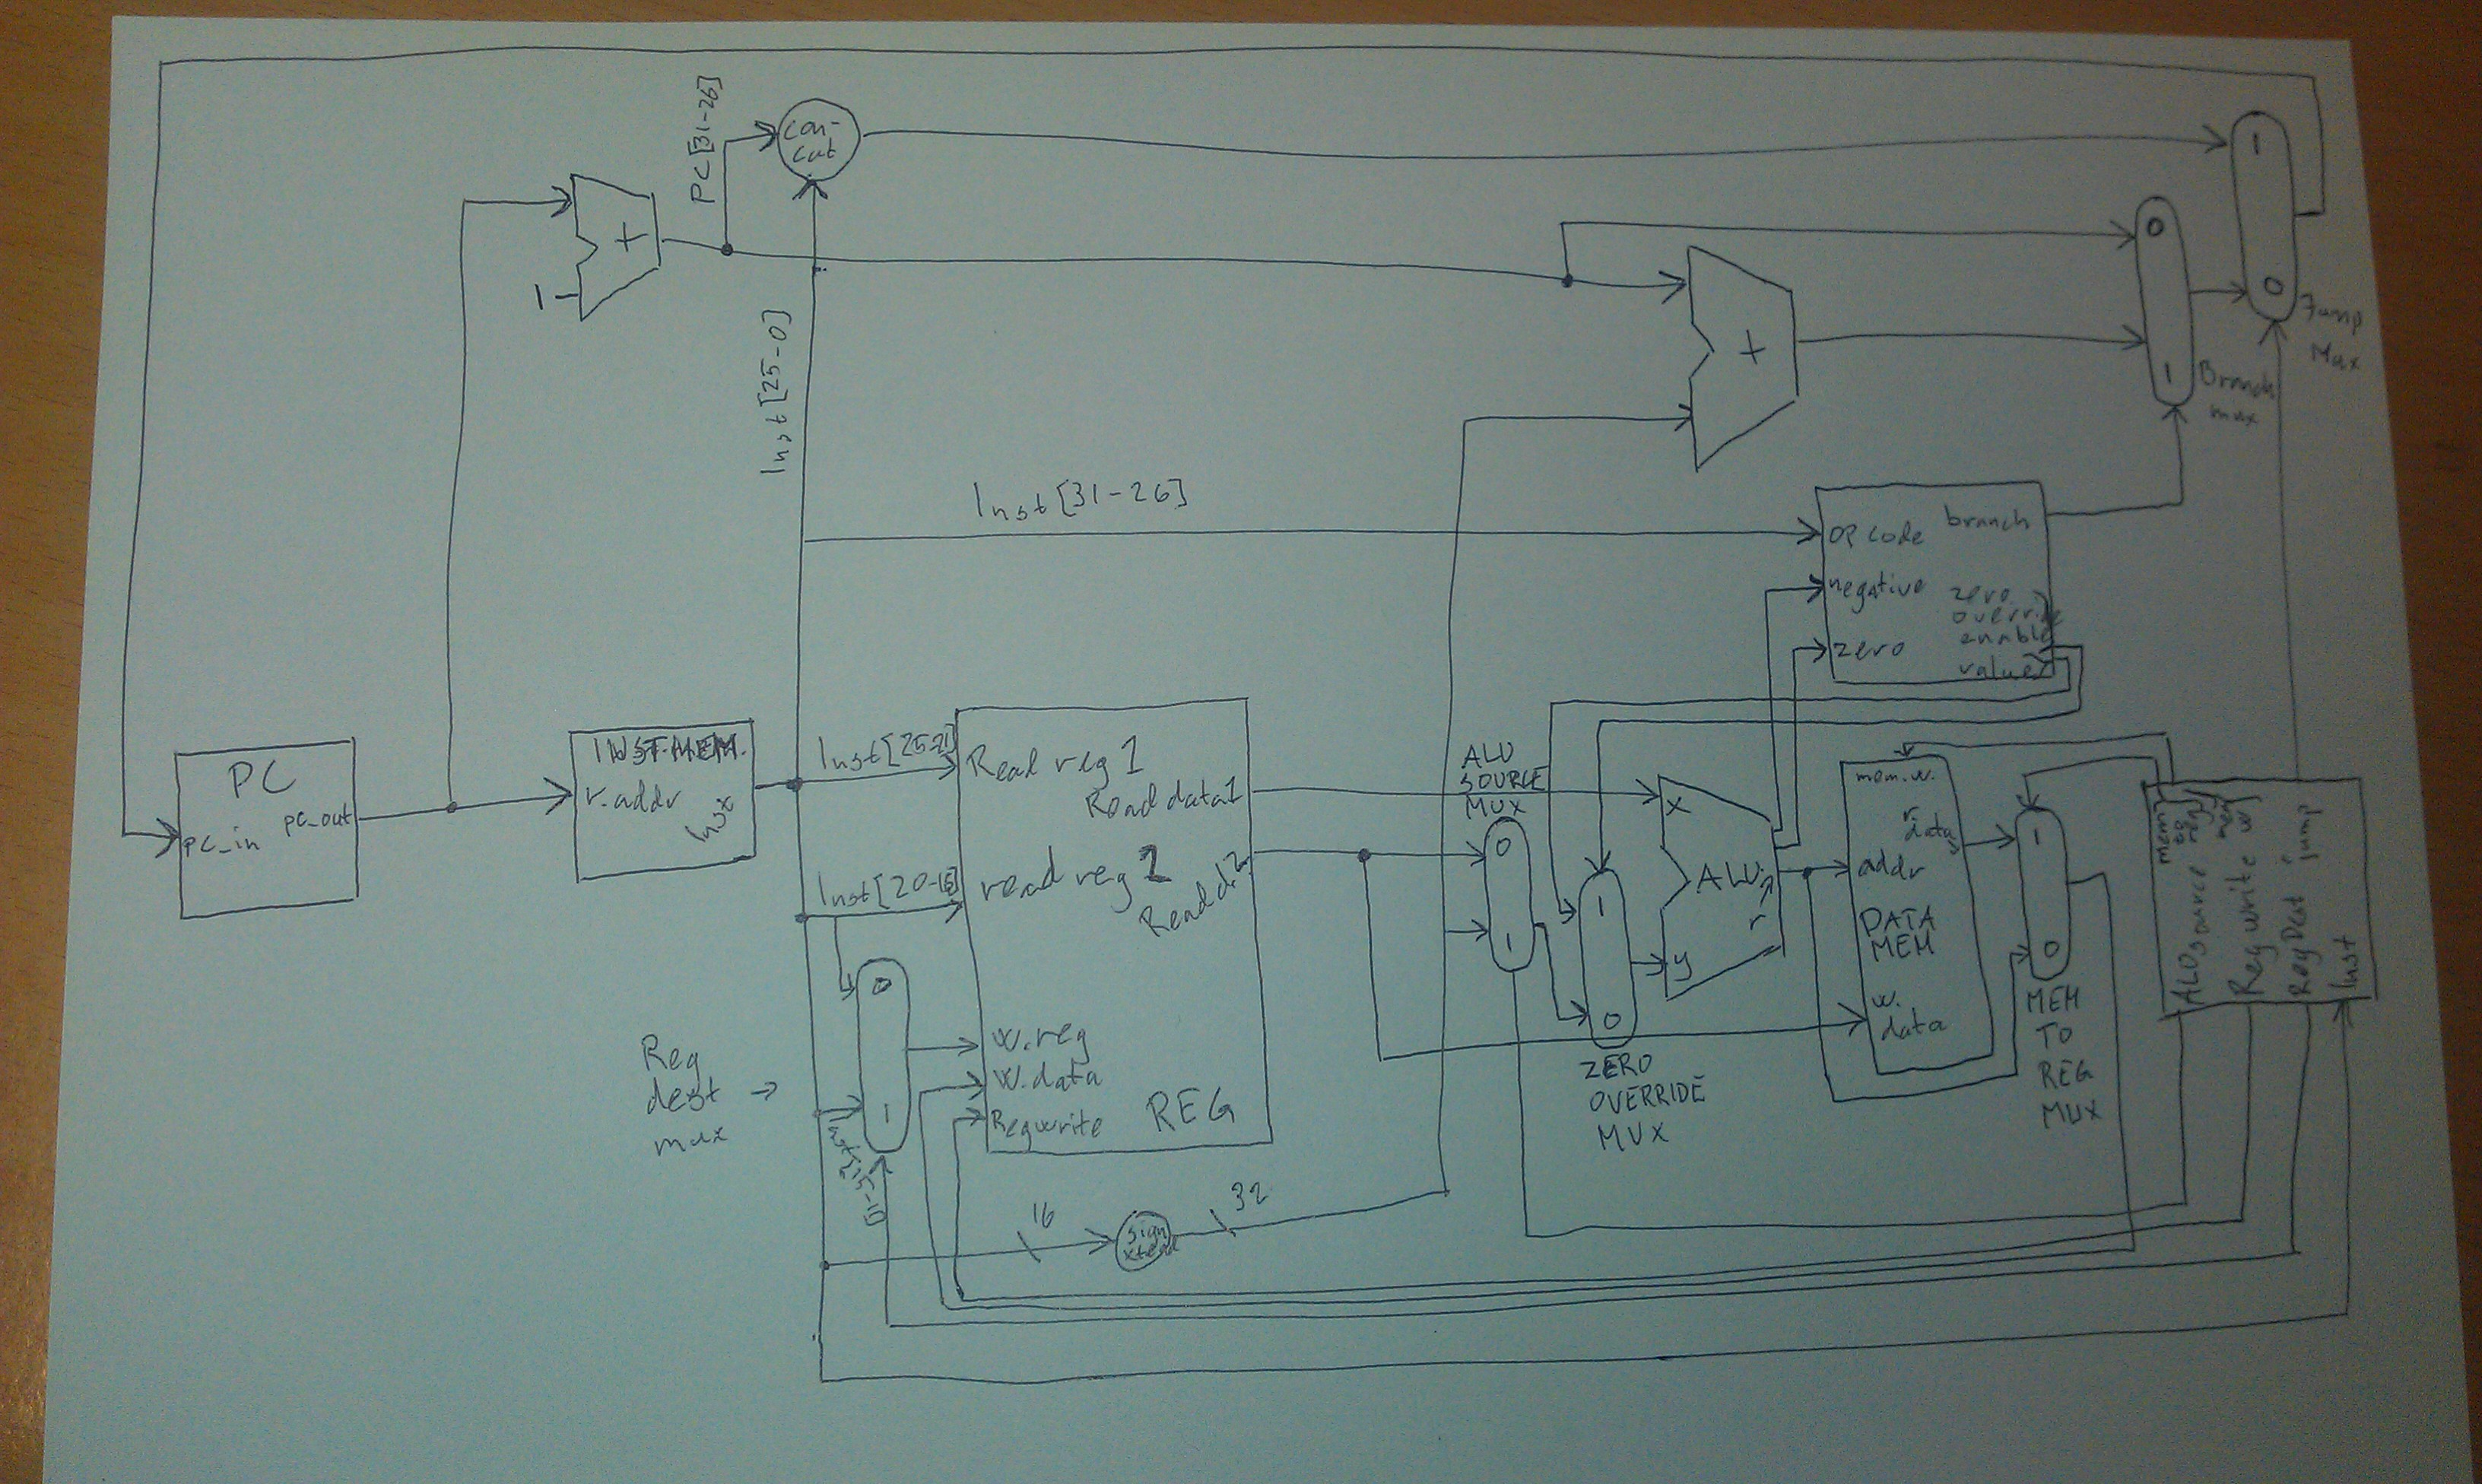 PC[31-26]
con-
cat
+
1
Inst[25-0]
+
0
1
Branch
mux
1
0
Jump
Mux
Inst[31-26]
OP code
branch
negative
zero
override
enable
zero
value
PC
pc_in
pc_out
INST.MEM.
r.addr
Inst[25-21]
Inst[20-16]
Read reg 1
Read data1
read reg 2
Read d.2
w.reg
w.data
Regwrite
REG
Reg
dest →
mux
0
1
Inst[15-11]
16
sign
xtend
32
ALU
SOURCE
MUX
0
1
1
0
ZERO
OVERRIDE
MUX
x
y
ALU
r
mem.w.
r.
data
addr
DATA
MEM
w.
data
1
0
MEM
TO
REG
MUX
mem
to
reg
mem
w
ALUsource
Regwrite
RegDest
jump
Inst